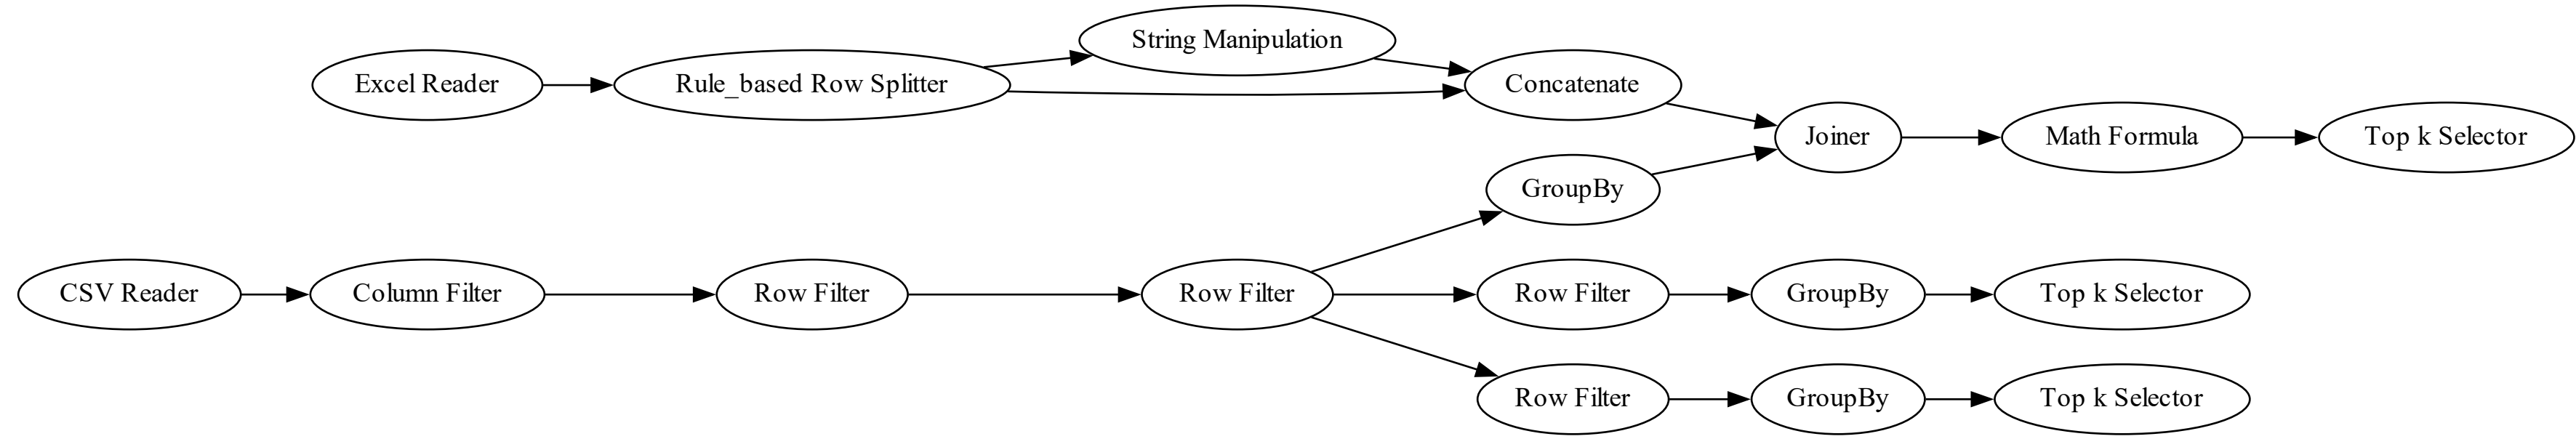 String Manipulation
Excel Reader
Rule_based Row Splitter
Concatenate
Joiner
Math Formula
Top k Selector
GroupBy
CSV Reader
Column Filter
Row Filter
Row Filter
Row Filter
GroupBy
Top k Selector
Row Filter
GroupBy
Top k Selector